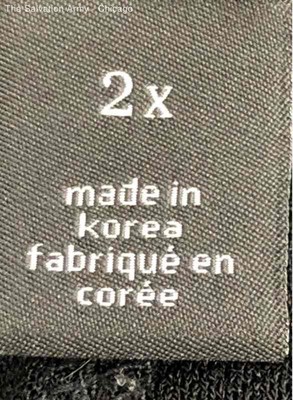 The Salvation Army - Chicago
2x
made in
korea
fabriqué en
corée